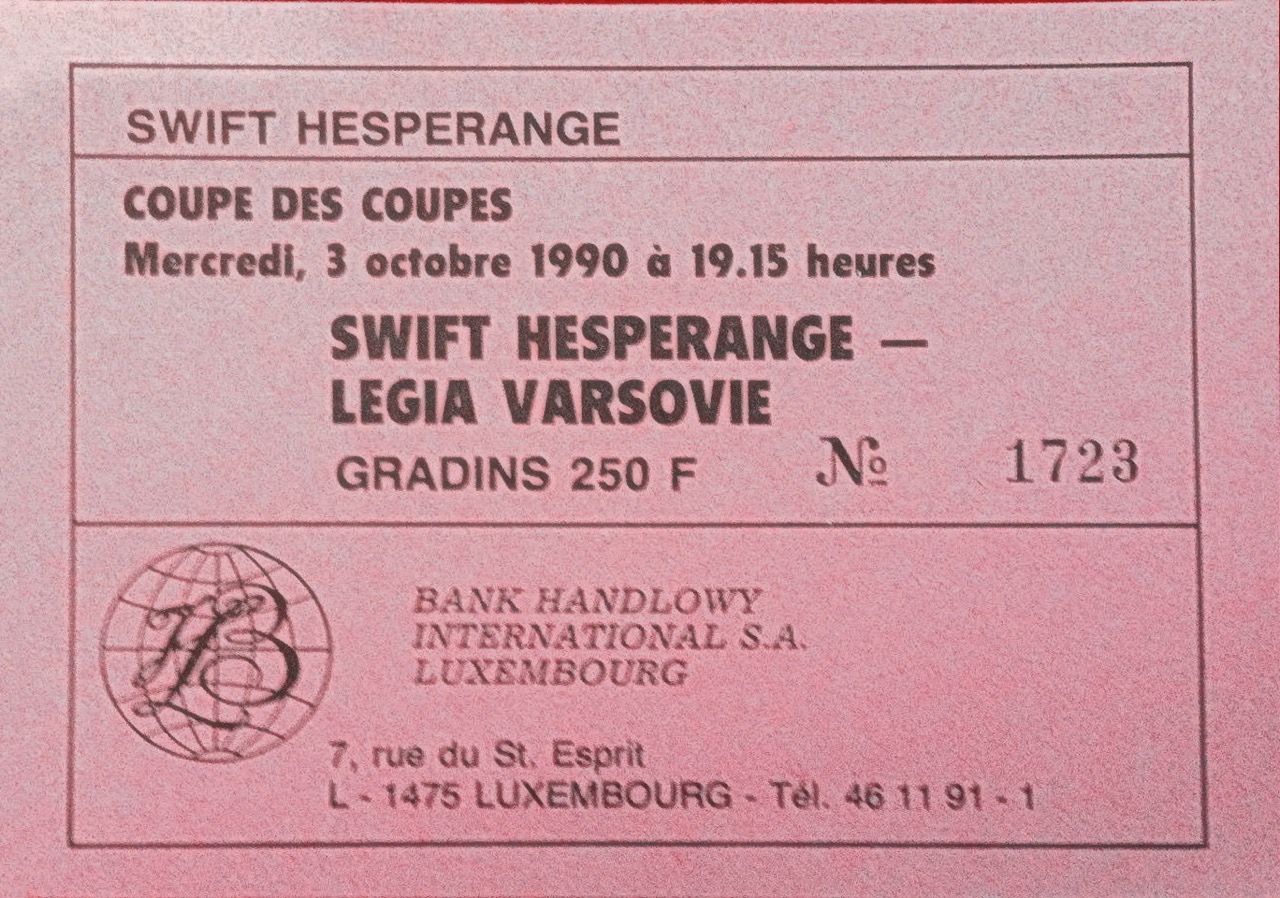 SWIFT HESPERANGE
COUPE DES COUPES
Mercredi, 3 octobre 1990 à 19.15 heures
SWIFT HESPERANGE —
LEGIA VARSOVIE
GRADINS 250 F № 1723
BANK HANDLOWY
INTERNATIONAL S.A.
LUXEMBOURG
7, rue du St. Esprit
L - 1475 LUXEMBOURG - Tél. 46 11 91 - 1